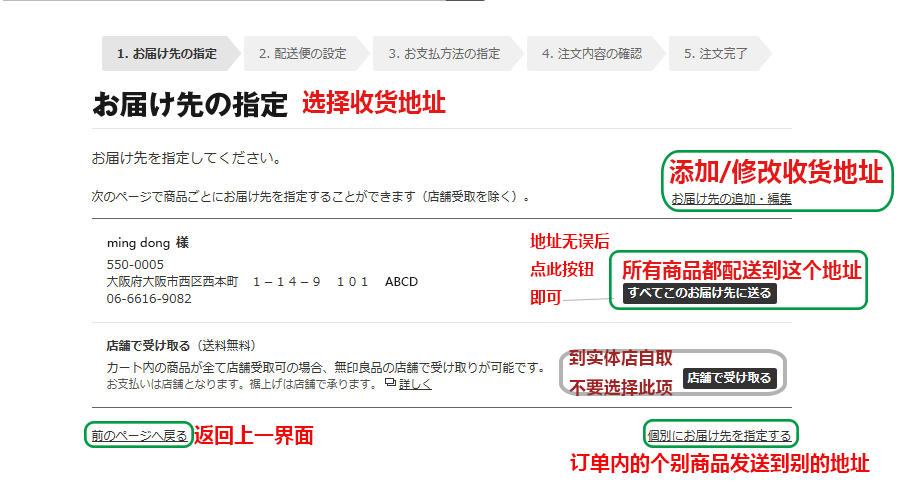 1. お届け先の指定 2. 配送便の設定 3. お支払方法の指定 4. 注文内容の確認 5. 注文完了
お届け先の指定 选择收货地址
お届け先を指定してください。
添加/修改收货地址
次のページで商品ごとにお届け先を指定することができます（店舗受取を除く）。
お届け先の追加・編集
ming dong 様
地址无误后
550-0005
点此按钮
所有商品都配送到这个地址
大阪府大阪市西区西本町　１－１４－９　１０１　ABCD
06-6616-9082
即可
すべてこのお届け先に送る
店舗で受け取る（送料無料）
到实体店自取
カート内の商品が全て店舗受取可の場合、無印良品の店舗で受け取りが可能です。
店舗で受け取る
お支払いは店舗となります。裾上げは店舗で承ります。 詳しく
不要选择此项
前のページへ戻る 返回上一界面
個別にお届け先を指定する
订单内的个别商品发送到别的地址